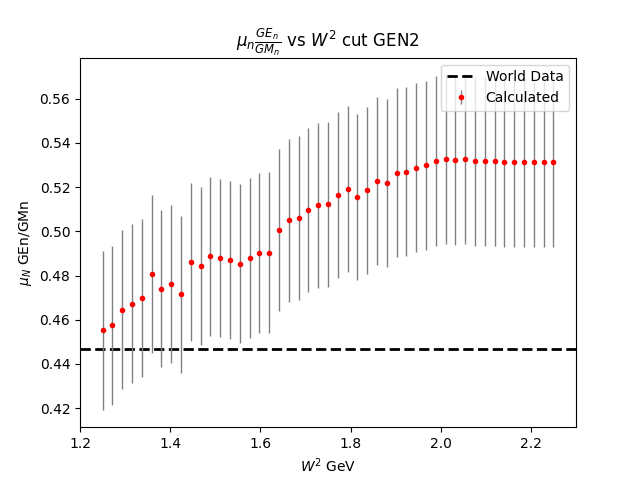 μₙ GEₙ/GMₙ vs W² cut GEN2
World Data
Calculated
μ_N GEn/GMn
0.56
0.54
0.52
0.50
0.48
0.46
0.44
0.42
1.2
1.4
1.6
1.8
2.0
2.2
W² GeV